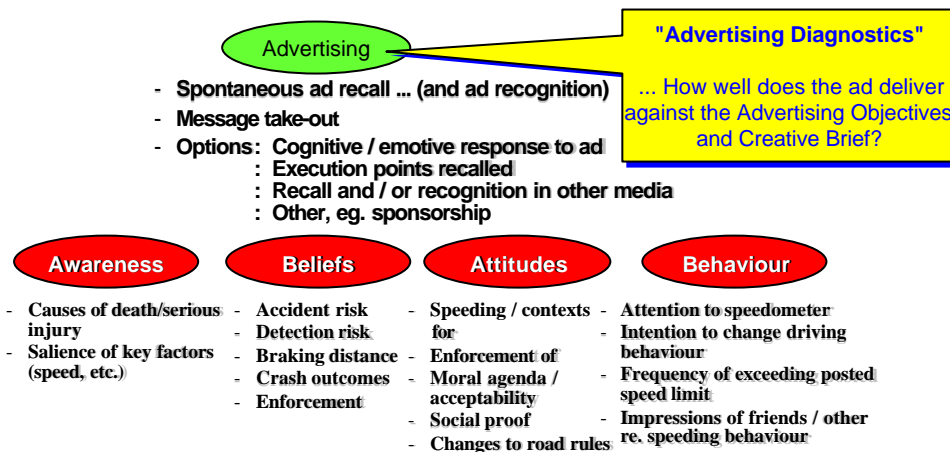 Advertising
"Advertising Diagnostics"
... How well does the ad deliver
against the Advertising Objectives
and Creative Brief?
- Spontaneous ad recall ... (and ad recognition)
- Message take-out
- Options: Cognitive / emotive response to ad
: Execution points recalled
: Recall and / or recognition in other media
: Other, eg. sponsorship
Awareness
- Causes of death/serious
injury
- Salience of key factors
(speed, etc.)
Beliefs
- Accident risk
- Detection risk
- Braking distance
- Crash outcomes
- Enforcement
Attitudes
- Speeding / contexts
for
- Enforcement of
- Moral agenda /
acceptability
- Social proof
- Changes to road rules
Behaviour
- Attention to speedometer
- Intention to change driving
behaviour
- Frequency of exceeding posted
speed limit
- Impressions of friends / other
re. speeding behaviour